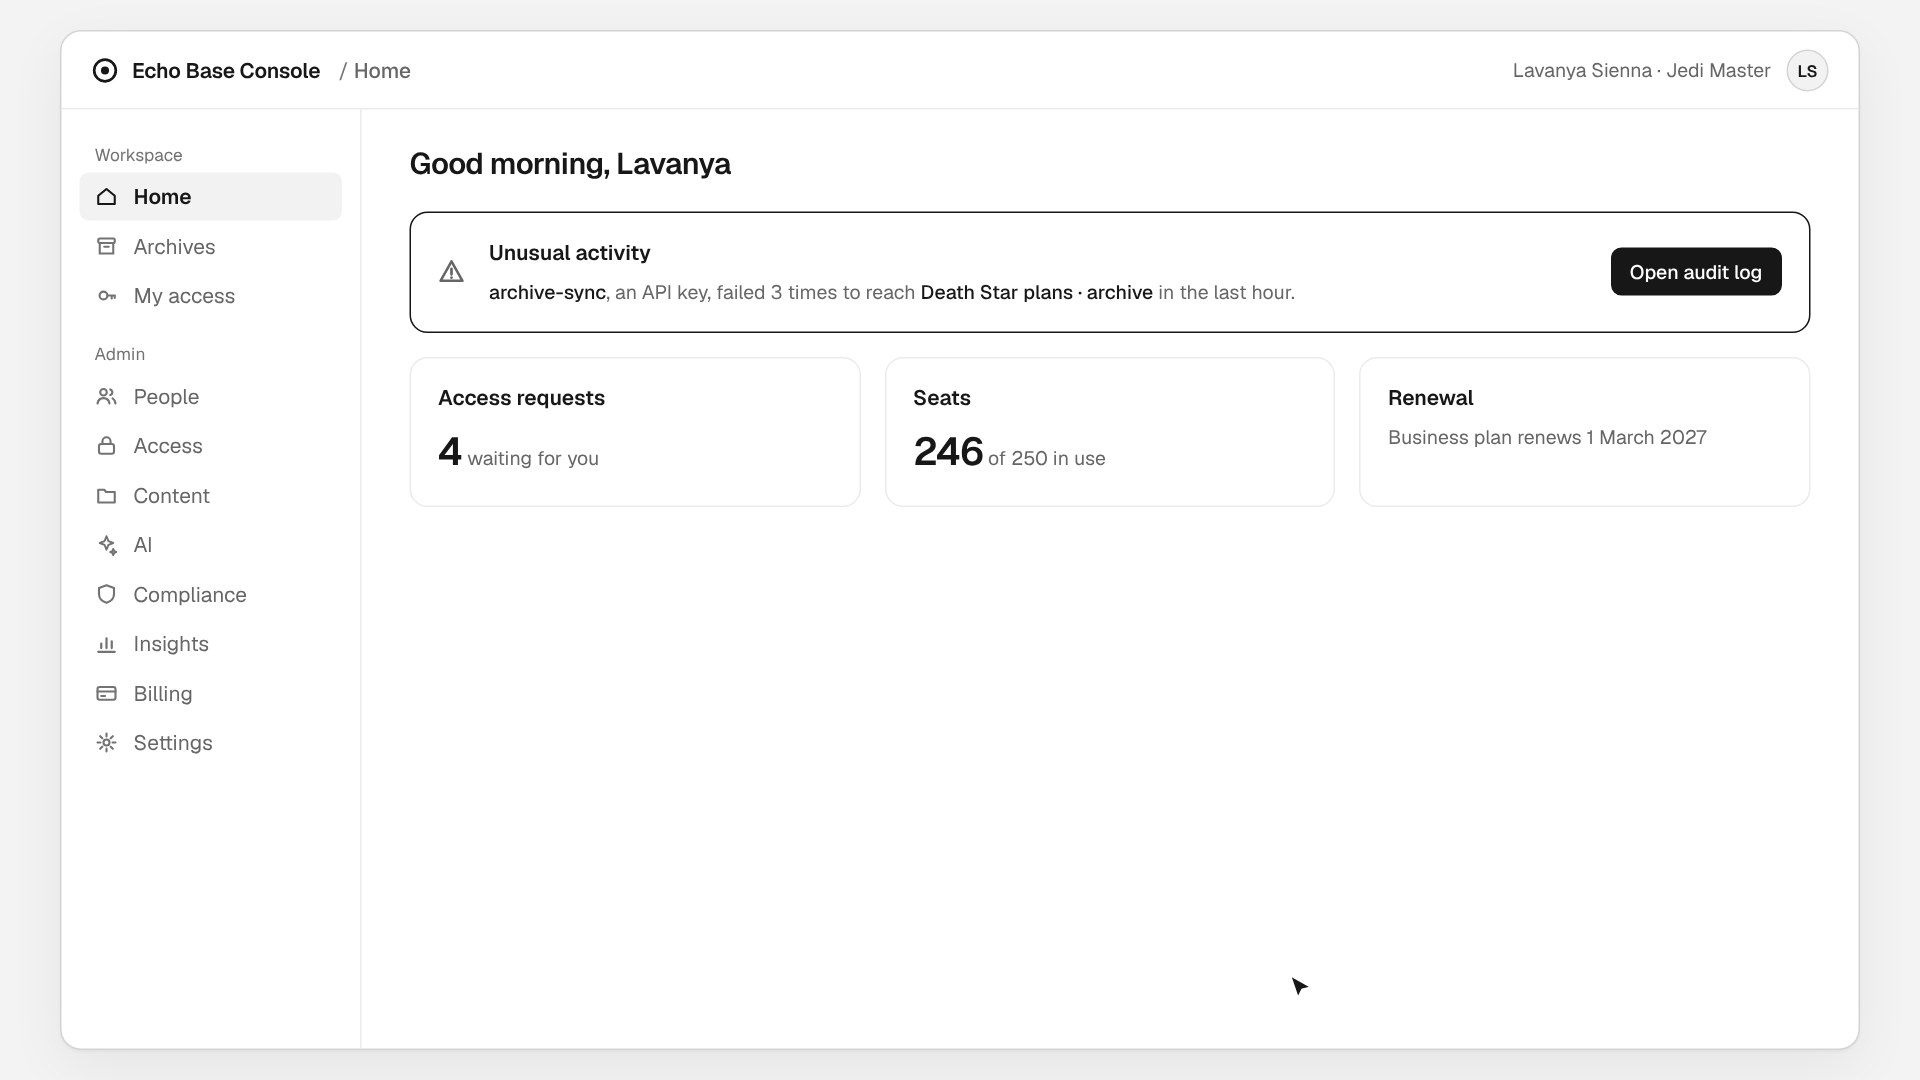 Echo Base Console / Home
Lavanya Sienna · Jedi Master LS
Workspace
Home
Archives
My access
Admin
People
Access
Content
AI
Compliance
Insights
Billing
Settings
Good morning, Lavanya
Unusual activity
archive-sync, an API key, failed 3 times to reach Death Star plans · archive in the last hour.
Open audit log
Access requests
4 waiting for you
Seats
246 of 250 in use
Renewal
Business plan renews 1 March 2027